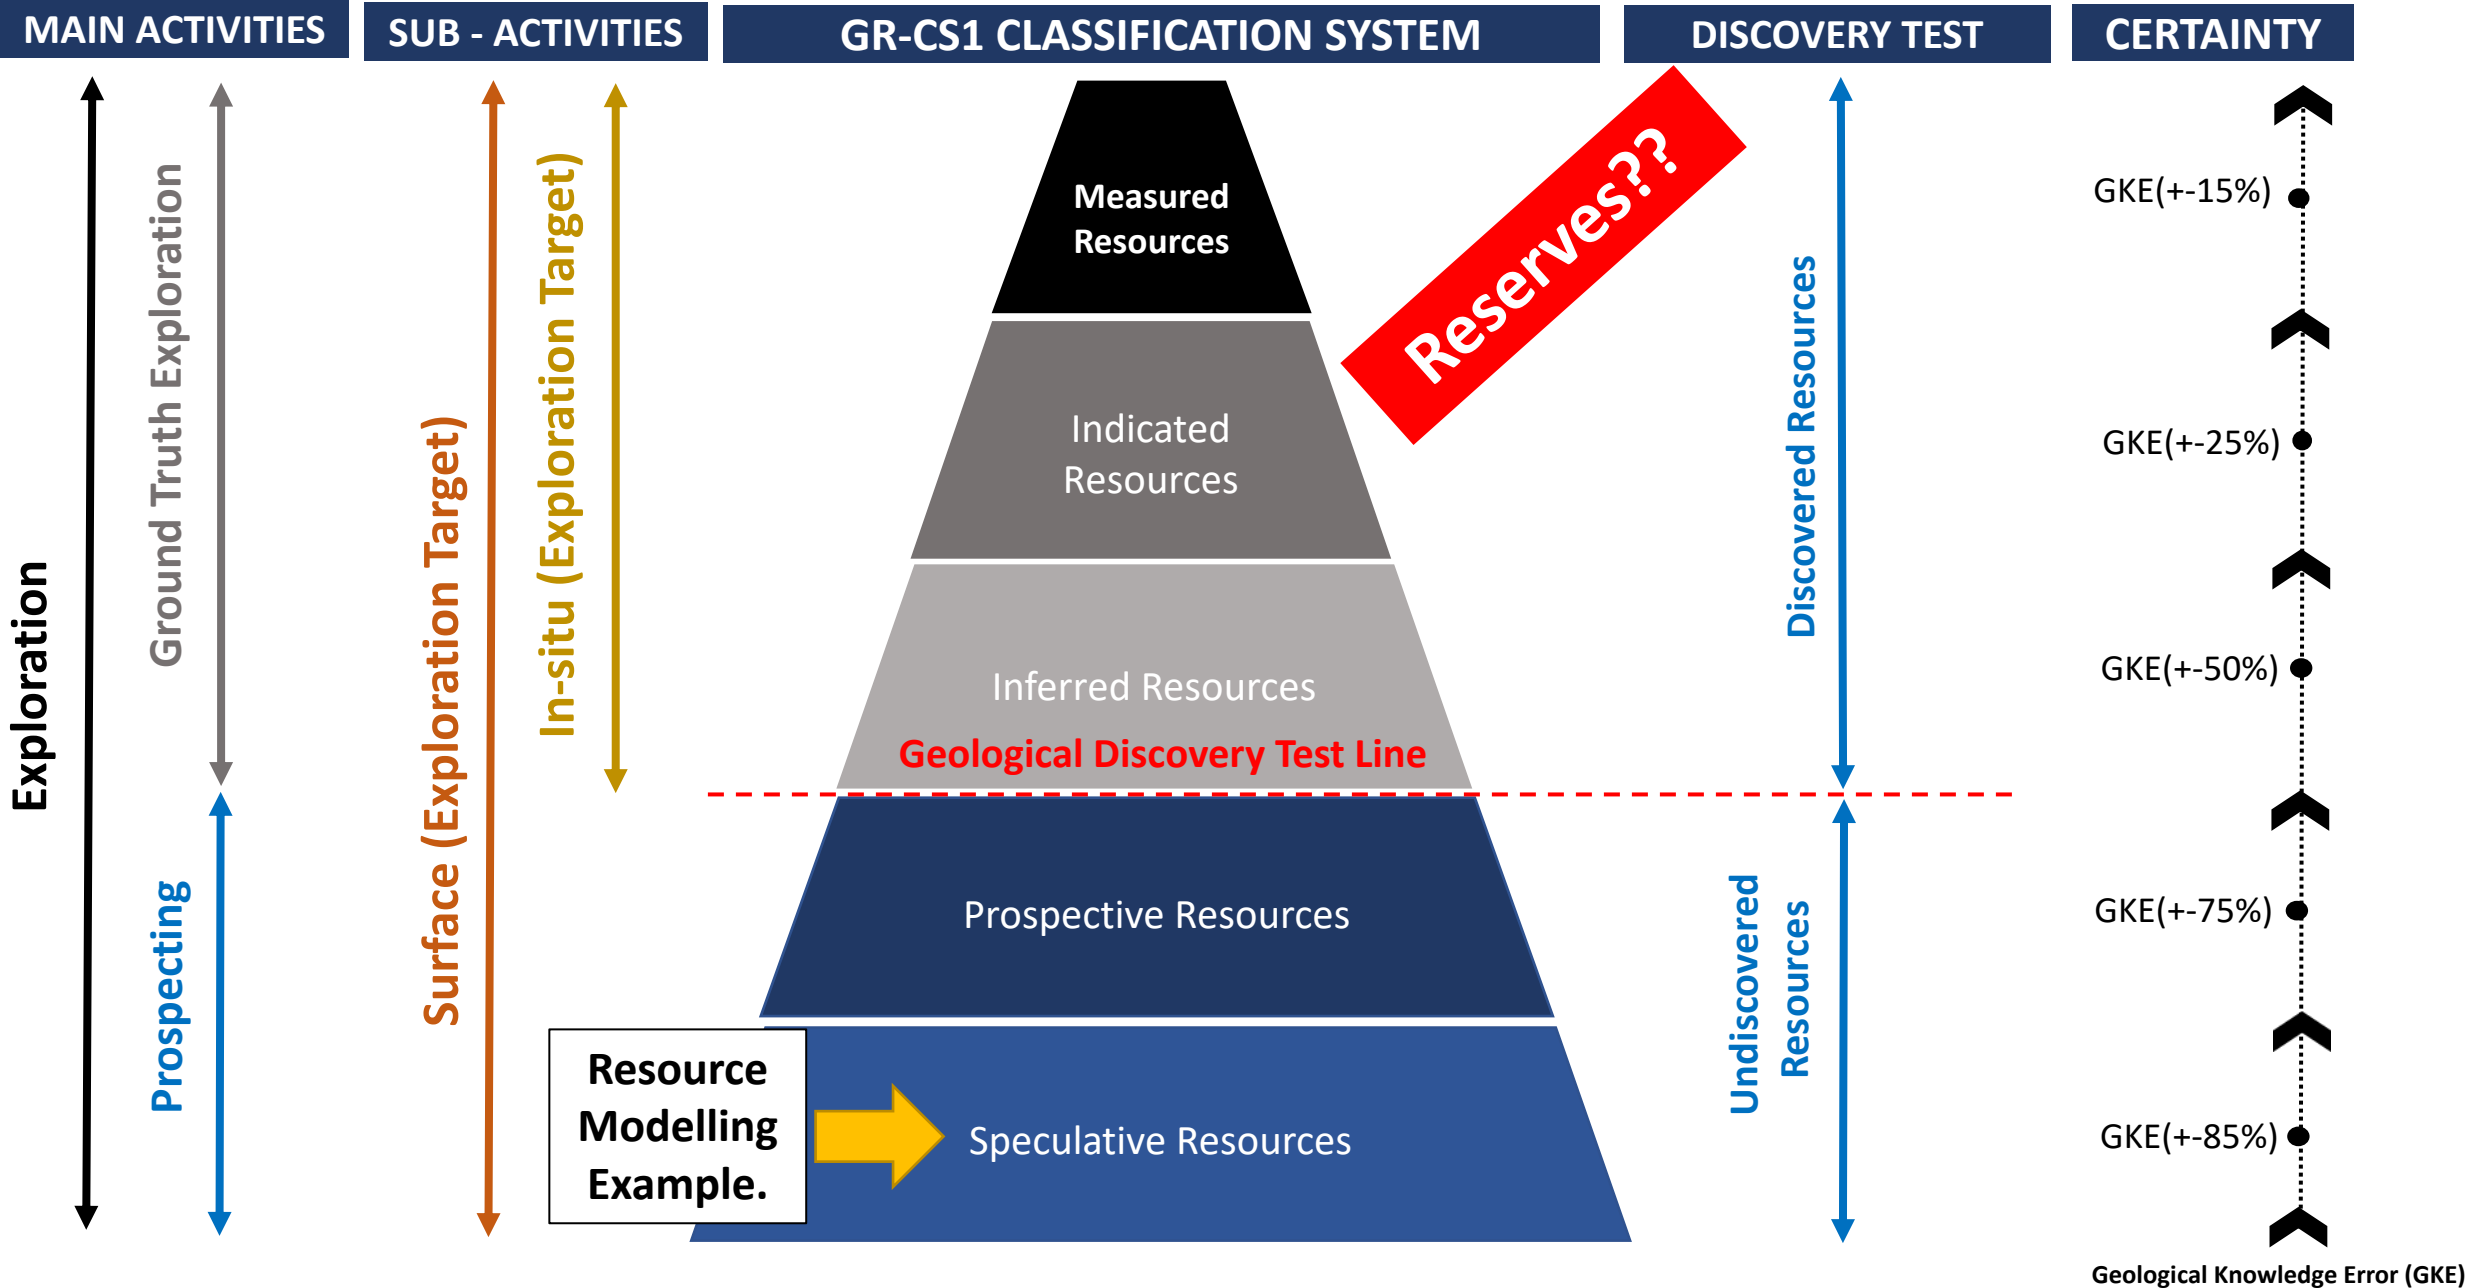 MAIN ACTIVITIES
SUB - ACTIVITIES
GR-CS1 CLASSIFICATION SYSTEM
DISCOVERY TEST
CERTAINTY
Exploration
Ground Truth Exploration
Prospecting
Surface (Exploration Target)
In-situ (Exploration Target)
Measured
Resources
Indicated
Resources
Inferred Resources
Geological Discovery Test Line
Prospective Resources
Speculative Resources
Resource
Modelling
Example.
Reserves??
Discovered Resources
Undiscovered
Resources
GKE(+-15%)
GKE(+-25%)
GKE(+-50%)
GKE(+-75%)
GKE(+-85%)
Geological Knowledge Error (GKE)